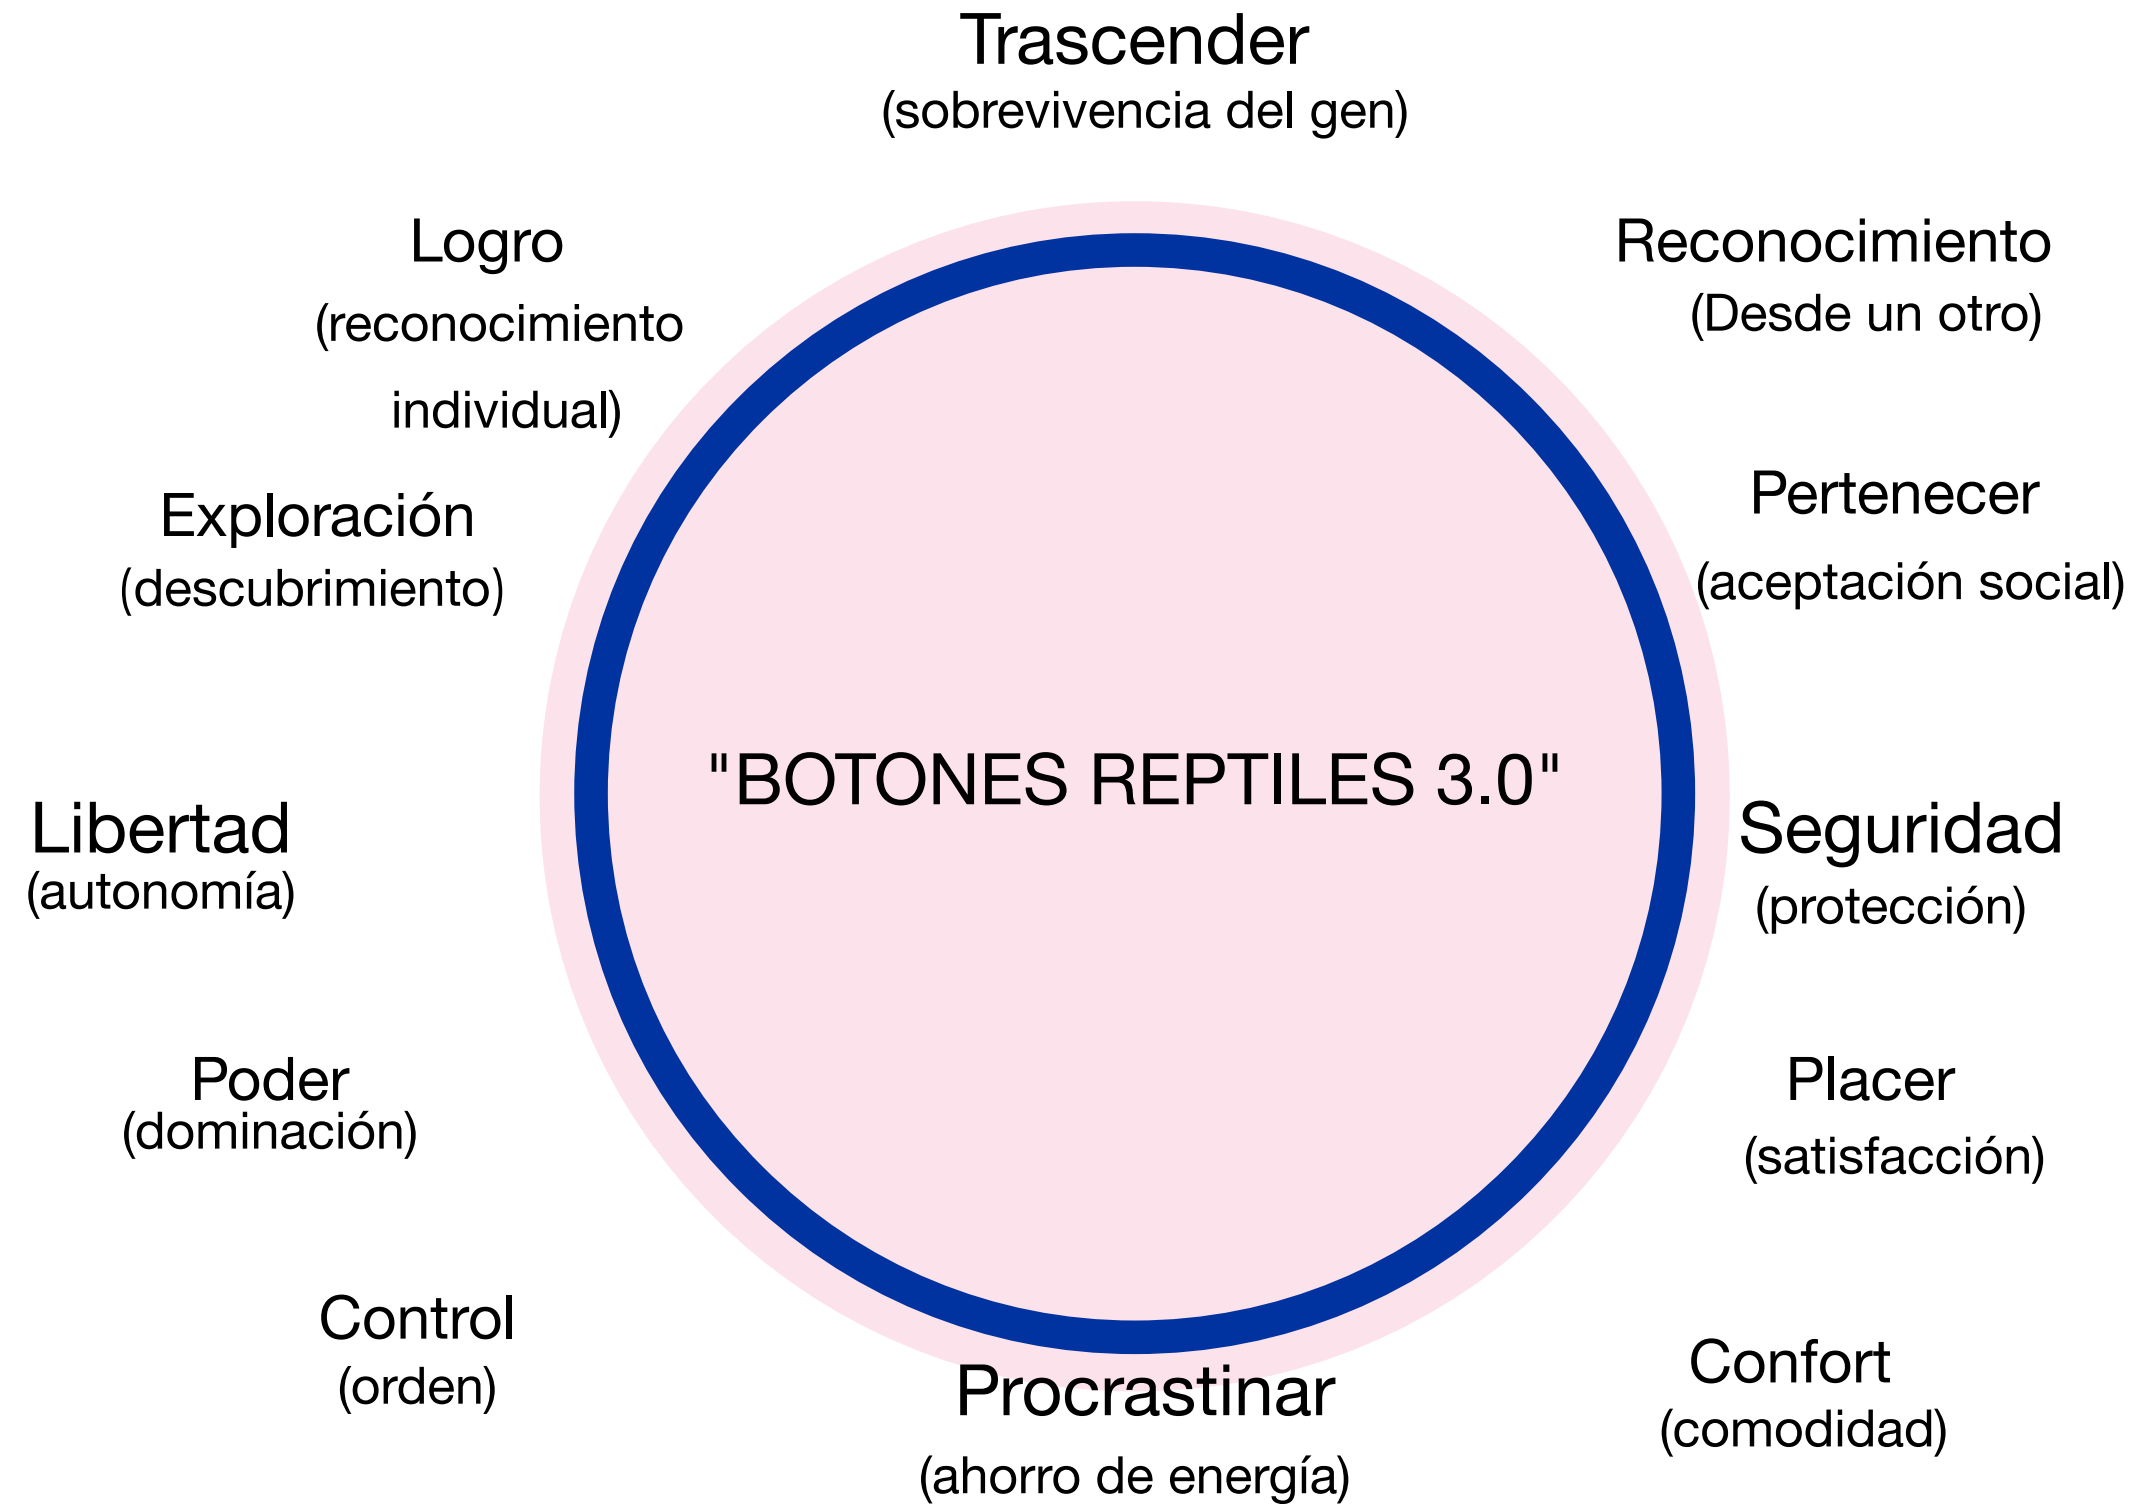 Trascender
(sobrevivencia del gen)
Logro
(reconocimiento
individual)
Reconocimiento
(Desde un otro)
Exploración
(descubrimiento)
Pertenecer
(aceptación social)
"BOTONES REPTILES 3.0"
Libertad
(autonomía)
Seguridad
(protección)
Poder
(dominación)
Placer
(satisfacción)
Control
(orden)
Procrastinar
(ahorro de energía)
Confort
(comodidad)